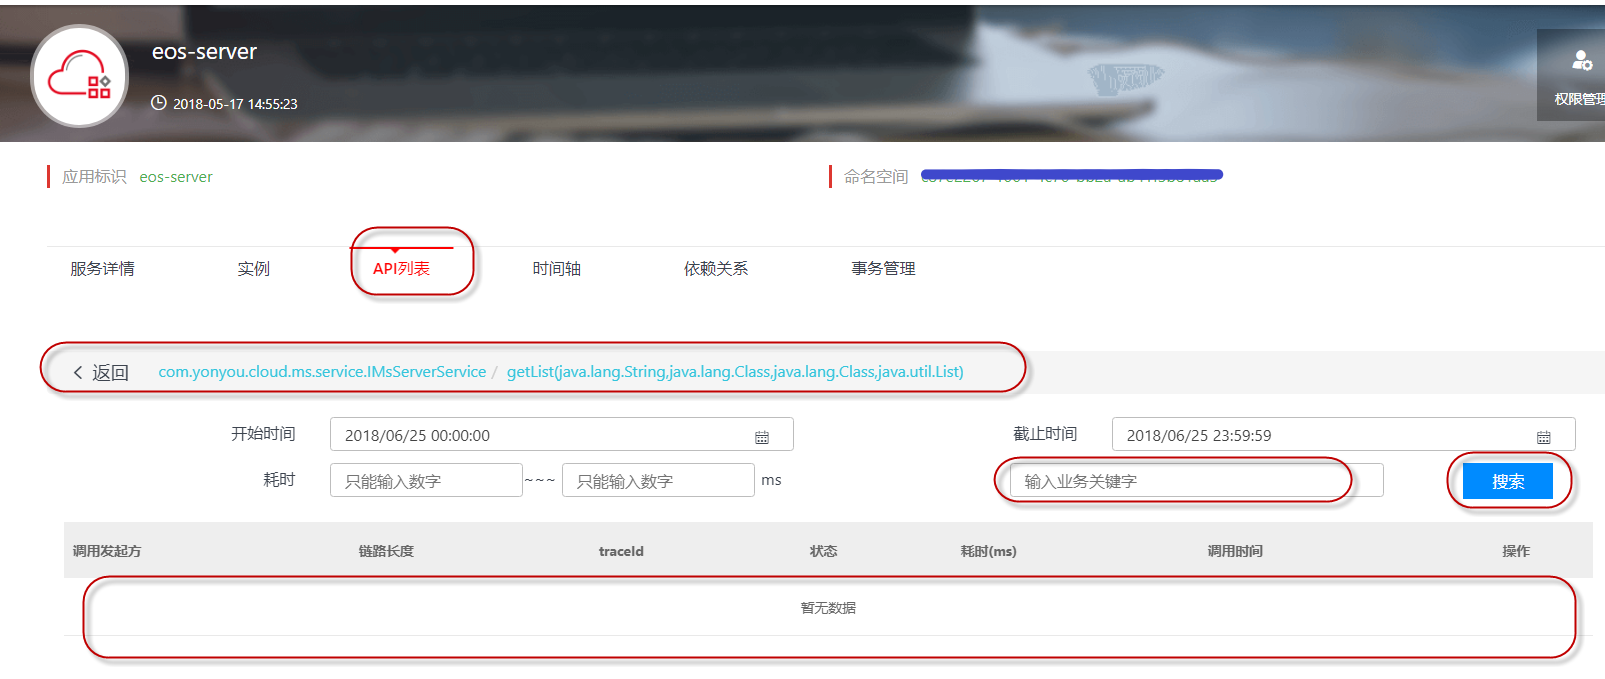 eos-server
2018-05-17 14:55:23
权限管理
应用标识 eos-server
命名空间
服务详情 实例 API列表 时间轴 依赖关系 事务管理
返回 com.yonyou.cloud.ms.service.IMsServerService / getList(java.lang.String,java.lang.Class,java.lang.Class,java.util.List)
开始时间 2018/06/25 00:00:00 截止时间 2018/06/25 23:59:59
耗时 只能输入数字 ~~~ 只能输入数字 ms 输入业务关键字 搜索
调用发起方 链路长度 traceId 状态 耗时(ms) 调用时间 操作
暂无数据